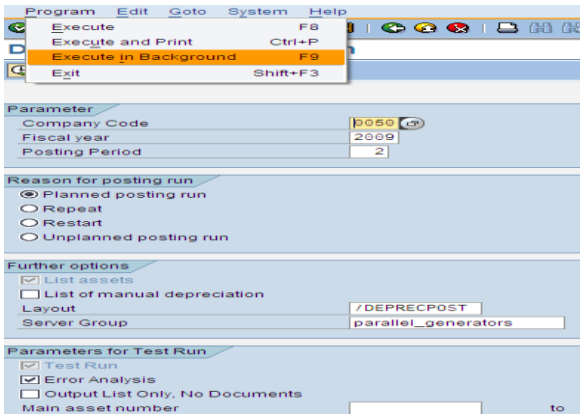 Program Edit Goto System Help
Execute F8
Execute and Print Ctrl+P
Execute in Background F9
Exit Shift+F3
Parameter
Company Code 0050
Fiscal year 2009
Posting Period 2
Reason for posting run
Planned posting run
Repeat
Restart
Unplanned posting run
Further options
List assets
List of manual depreciation
Layout /DEPRECPOST
Server Group parallel_generators
Parameters for Test Run
Test Run
Error Analysis
Output List Only, No Documents
Main asset number to